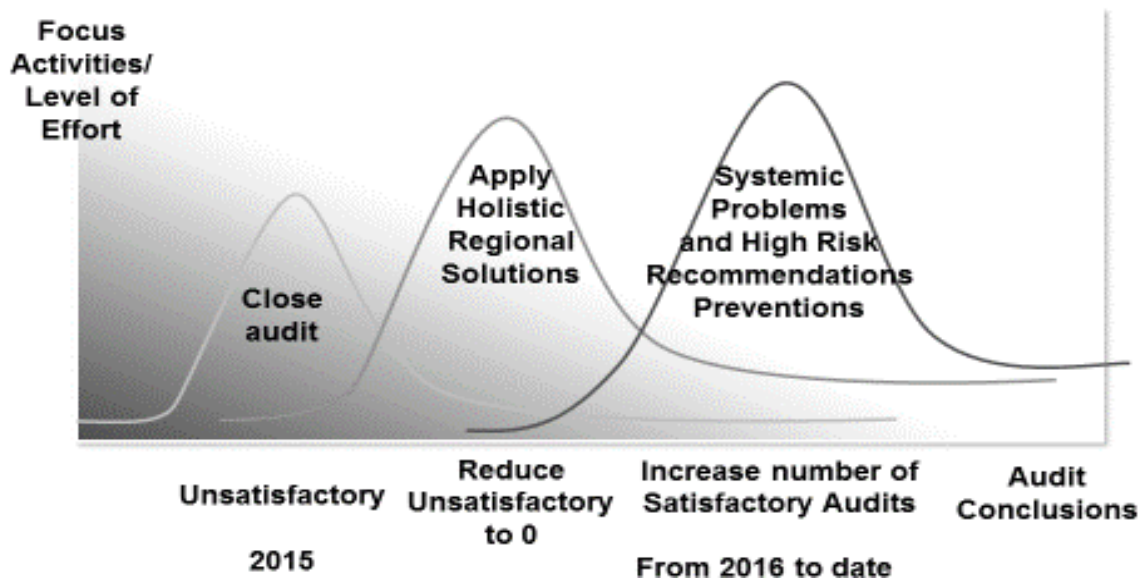 Focus
Activities/
Level of
Effort
Close
audit
Apply
Holistic
Regional
Solutions
Systemic
Problems
and High Risk
Recommendations
Preventions
Unsatisfactory
Reduce
Unsatisfactory
to 0
Increase number of
Satisfactory Audits
Audit
Conclusions
2015
From 2016 to date